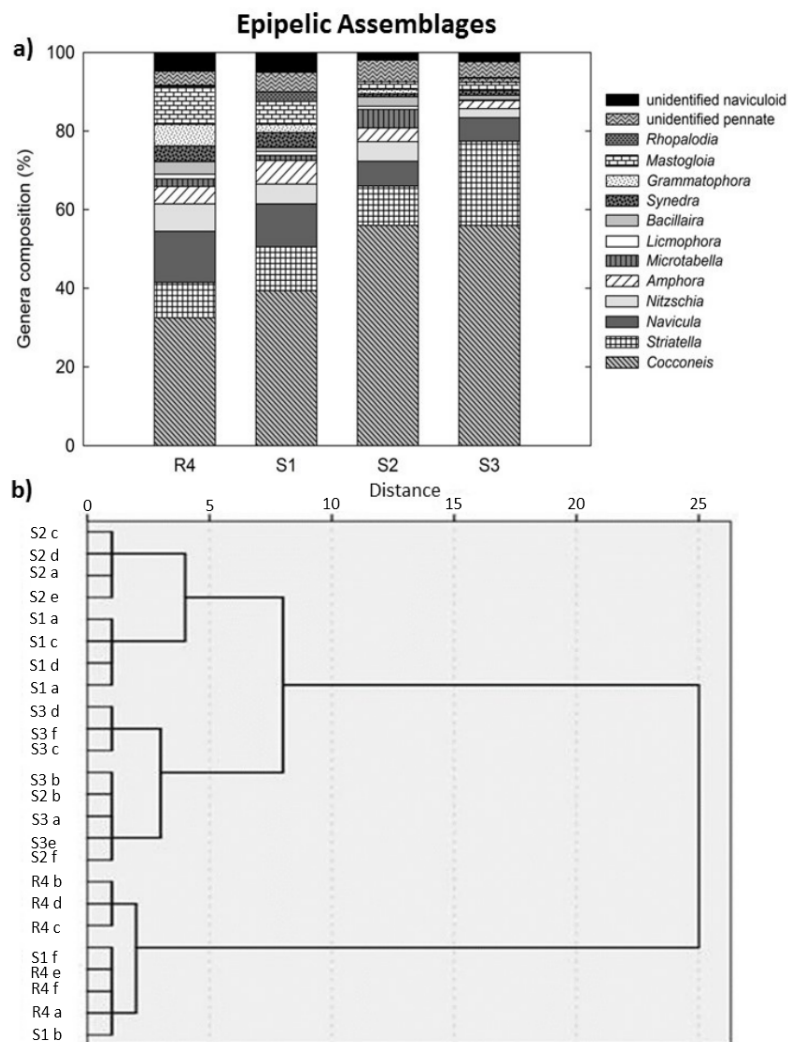 Epipelic Assemblages
a)
Genera composition (%)
100
80
60
40
20
0
R4 S1 S2 S3
unidentified naviculoid
unidentified pennate
Rhopalodia
Mastogloia
Grammatophora
Synedra
Bacillaira
Licmophora
Microtabella
Amphora
Nitzschia
Navicula
Striatella
Cocconeis
b)
Distance
0 5 10 15 20 25
S2 c
S2 d
S2 a
S2 e
S1 a
S1 c
S1 d
S1 a
S3 d
S3 f
S3 c
S3 b
S2 b
S3 a
S3e
S2 f
R4 b
R4 d
R4 c
S1 f
R4 e
R4 f
R4 a
S1 b